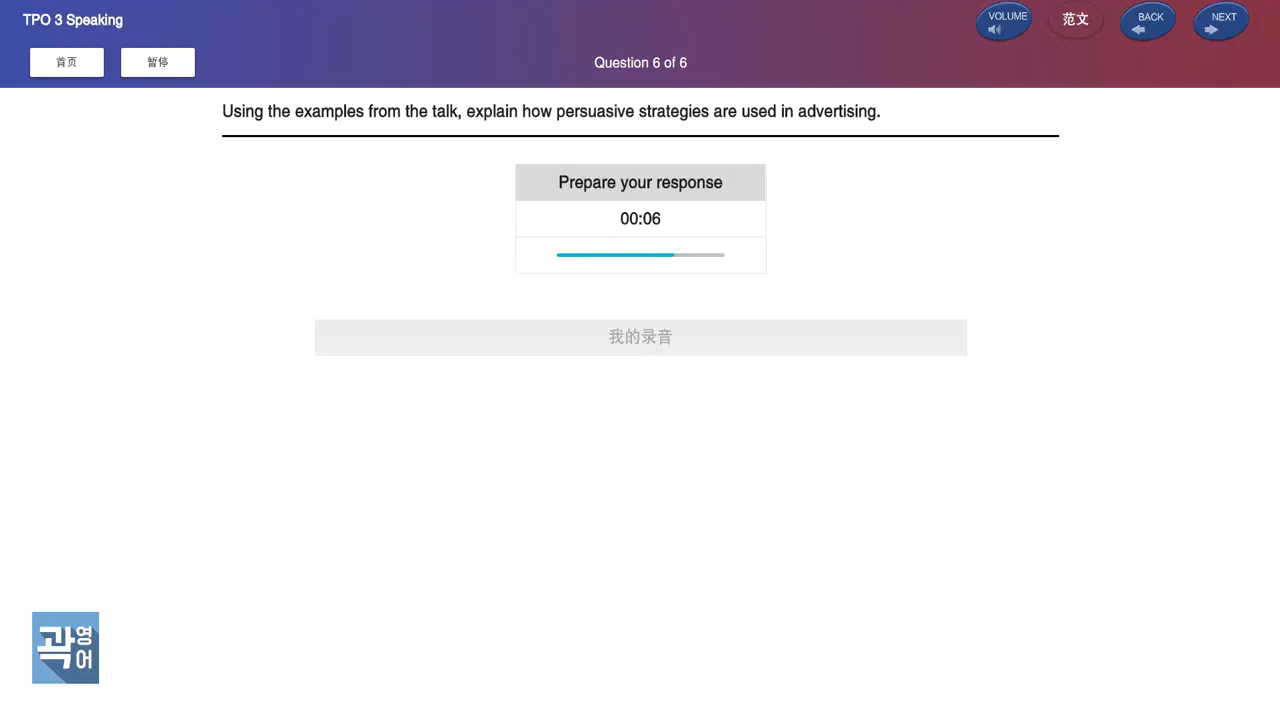 TPO 3 Speaking
VOLUME
范文
BACK
NEXT
首页
暂停
Question 6 of 6
Using the examples from the talk, explain how persuasive strategies are used in advertising.
Prepare your response
00:06
我的录音
곽영어